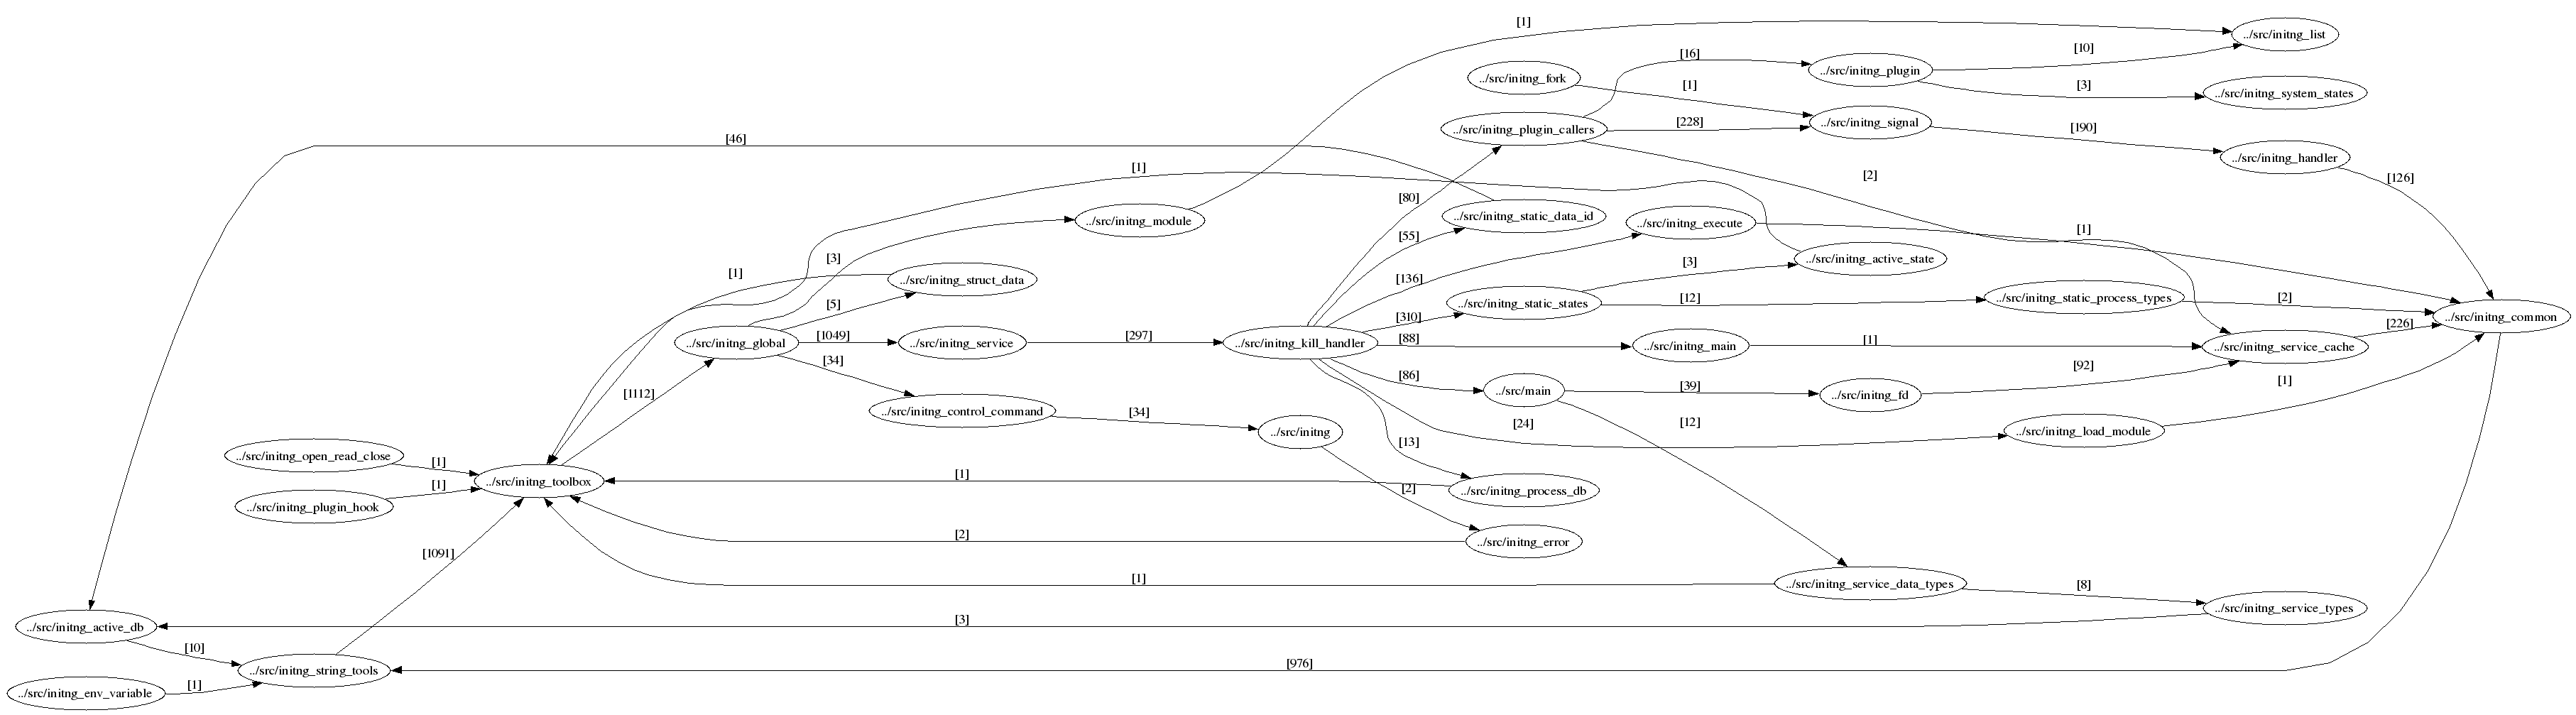 [1]
../src/initng_list
[16]
[10]
../src/initng_plugin
../src/initng_fork
[1]
[3]
../src/initng_system_states
../src/initng_plugin_callers
[228]
../src/initng_signal
[190]
[46]
../src/initng_handler
[1]
[2]
[126]
[80]
../src/initng_module
../src/initng_static_data_id
../src/initng_execute
[1]
[55]
[3]
../src/initng_active_state
[1]
../src/initng_struct_data
[136]
[3]
[5]
../src/initng_static_states
[12]
../src/initng_static_process_types
[2]
[310]
../src/initng_common
../src/initng_global
[1049]
../src/initng_service
[297]
../src/initng_kill_handler
[88]
../src/initng_main
[1]
../src/initng_service_cache
[226]
[34]
[86]
[92]
[1112]
../src/main
[39]
../src/initng_fd
[1]
../src/initng_control_command
[34]
../src/initng
[24]
[12]
../src/initng_load_module
[13]
../src/initng_open_read_close
[1]
../src/initng_toolbox
[1]
[1]
../src/initng_process_db
[2]
../src/initng_plugin_hook
[2]
../src/initng_error
[1091]
[1]
../src/initng_service_data_types
[8]
../src/initng_service_types
../src/initng_active_db
[3]
[10]
../src/initng_string_tools
[976]
../src/initng_env_variable
[1]